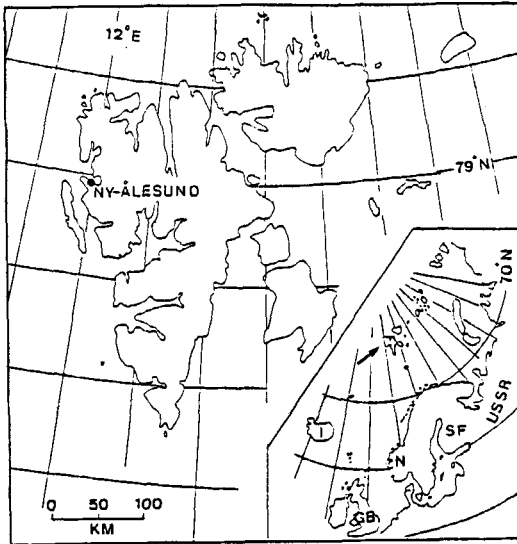 12°E
79°N
NY-ÅLESUND
70°N
USSR
SF
I
N
GB
0 50 100
KM